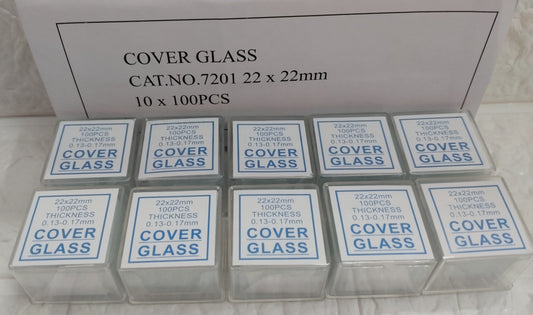 COVER GLASS
CAT.NO.7201 22 x 22mm
10 x 100PCS
22x22mm
100PCS
THICKNESS
0.13-0.17mm
COVER
GLASS
22x22mm
100PCS
THICKNESS
0.13-0.17mm
COVER
GLASS
22x22mm
100PCS
THICKNESS
0.13-0.17mm
COVER
GLASS
22x22mm
100PCS
THICKNESS
0.13-0.17mm
COVER
GLASS
22x22mm
100PCS
THICKNESS
0.13-0.17mm
COVER
GLASS
22x22mm
100PCS
THICKNESS
0.13-0.17mm
COVER
GLASS
22x22mm
100PCS
THICKNESS
0.13-0.17mm
COVER
GLASS
22x22mm
100PCS
THICKNESS
0.13-0.17mm
COVER
GLASS
22x22mm
100PCS
THICKNESS
0.13-0.17mm
COVER
GLASS
22x22mm
100PCS
THICKNESS
0.13-0.17mm
COVER
GLASS